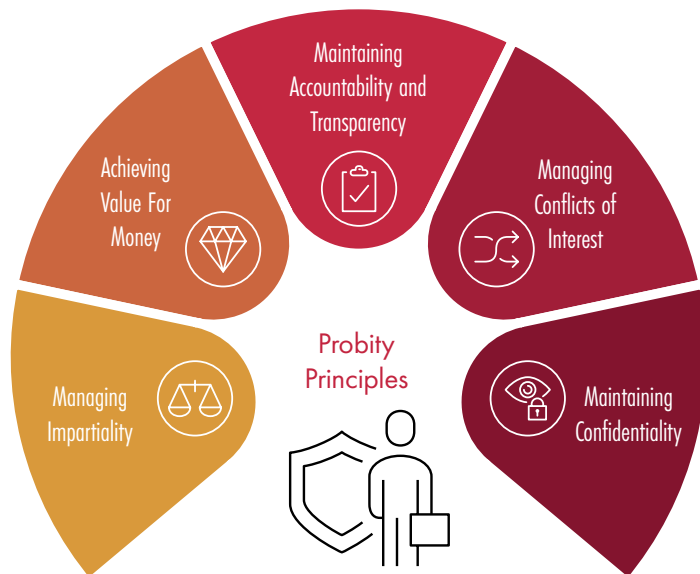 Managing
Impartiality
Achieving
Value For
Money
Maintaining
Accountability and
Transparency
Managing
Conflicts of
Interest
Maintaining
Confidentiality
Probity
Principles